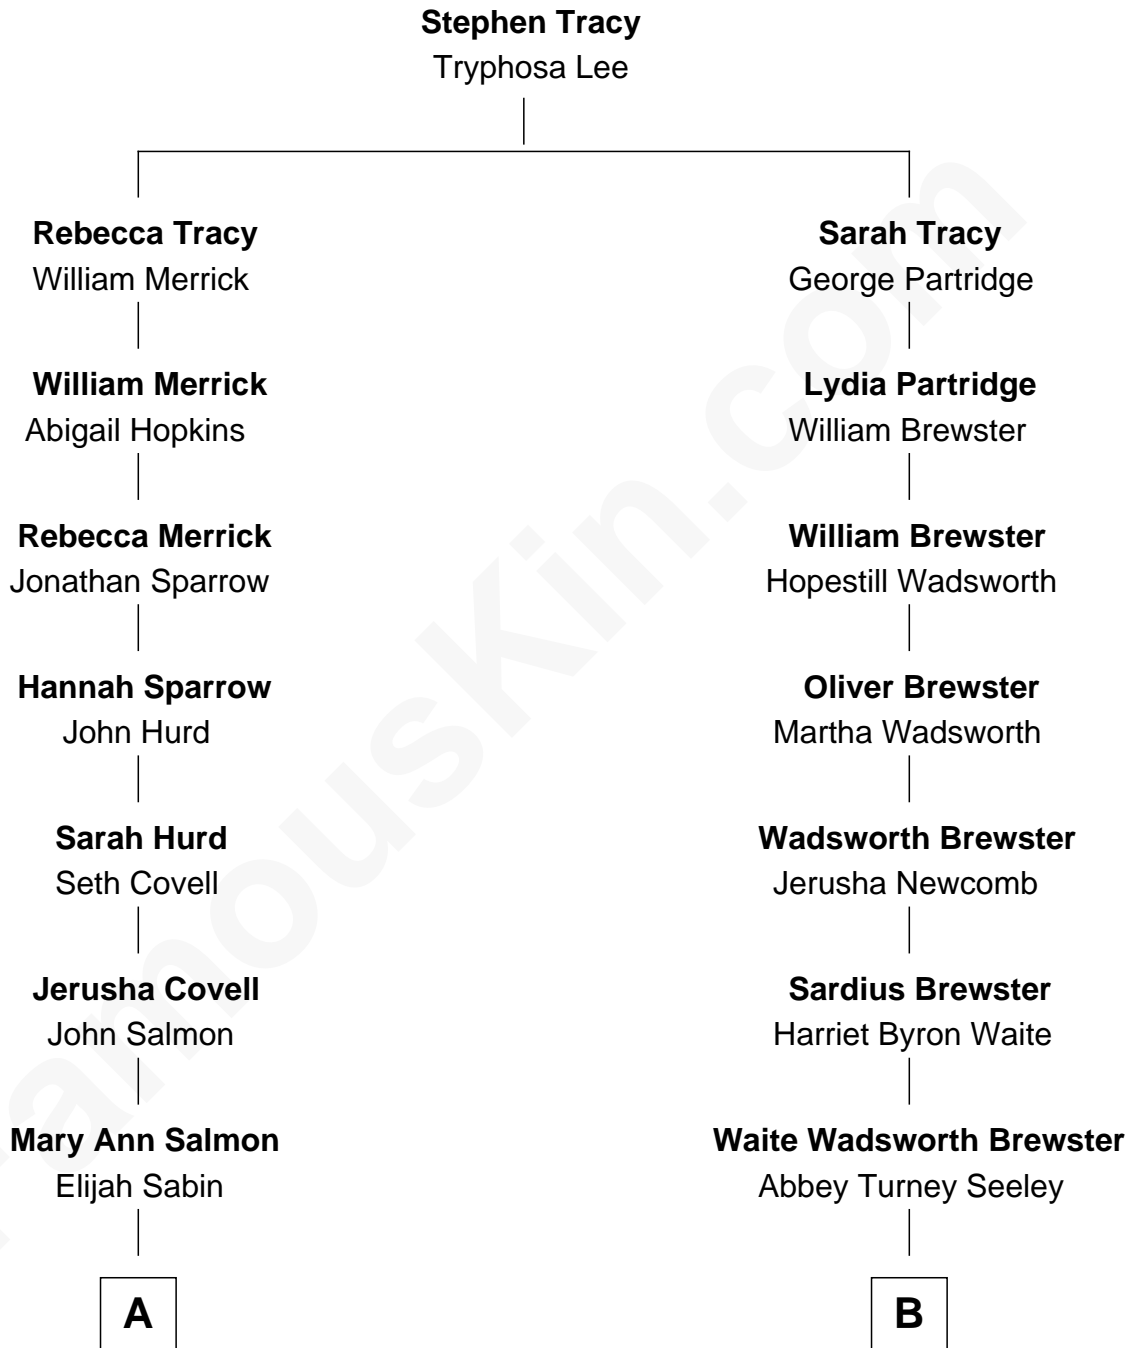 Stephen Tracy
Tryphosa Lee
Rebecca Tracy
William Merrick
Sarah Tracy
George Partridge
William Merrick
Abigail Hopkins
Lydia Partridge
William Brewster
Rebecca Merrick
Jonathan Sparrow
William Brewster
Hopestill Wadsworth
Hannah Sparrow
John Hurd
Oliver Brewster
Martha Wadsworth
Sarah Hurd
Seth Covell
Wadsworth Brewster
Jerusha Newcomb
Jerusha Covell
John Salmon
Sardius Brewster
Harriet Byron Waite
Mary Ann Salmon
Elijah Sabin
Waite Wadsworth Brewster
Abbey Turney Seeley
A
B
FamousKin.com